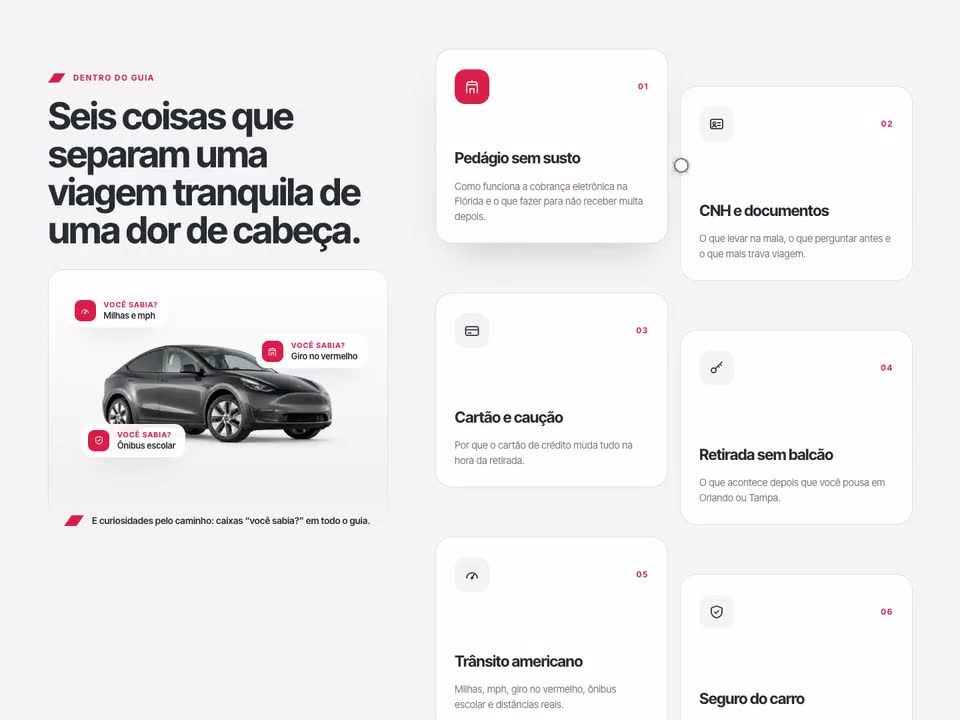 DENTRO DO GUIA
Seis coisas que
separam uma
viagem tranquila de
uma dor de cabeça.
VOCÊ SABIA?
Milhas e mph
VOCÊ SABIA?
Giro no vermelho
VOCÊ SABIA?
Ônibus escolar
E curiosidades pelo caminho: caixas “você sabia?” em todo o guia.
01
Pedágio sem susto
Como funciona a cobrança eletrônica na
Flórida e o que fazer para não receber multa
depois.
02
CNH e documentos
O que levar na mala, o que perguntar antes e
o que mais trava viagem.
03
Cartão e caução
Por que o cartão de crédito muda tudo na
hora da retirada.
04
Retirada sem balcão
O que acontece depois que você pousa em
Orlando ou Tampa.
05
Trânsito americano
Milhas, mph, giro no vermelho, ônibus
escolar e distâncias reais.
06
Seguro do carro